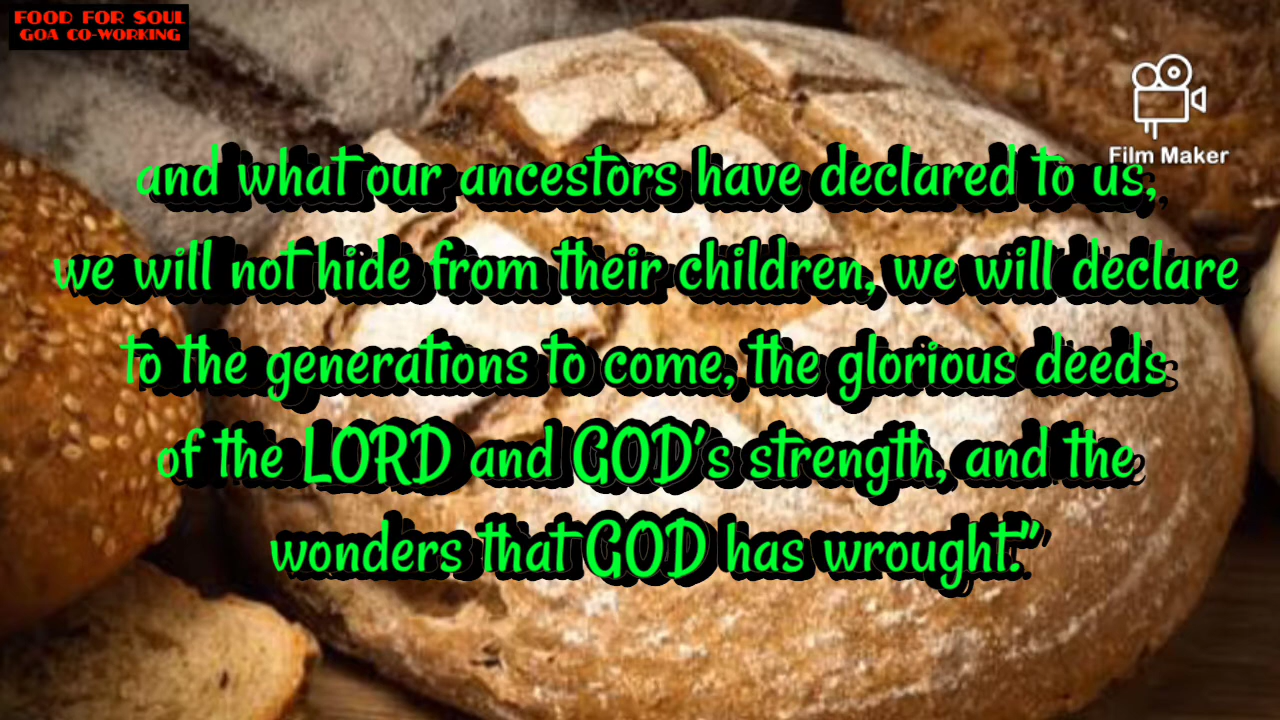 FOOD FOR SOUL
GOA CO-WORKING
Film Maker
and what our ancestors have declared to us,
we will not hide from their children, we will declare
to the generations to come, the glorious deeds
of the LORD and GOD's strength, and the
wonders that GOD has wrought."